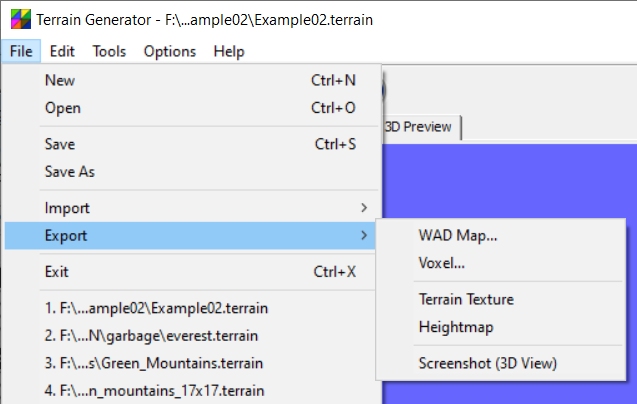 Terrain Generator - F:\...ample02\Example02.terrain
File Edit Tools Options Help
New Ctrl+N
Open Ctrl+O
3D Preview
Save Ctrl+S
Save As
Import
Export
WAD Map...
Voxel...
Exit Ctrl+X
Terrain Texture
1. F:\...ample02\Example02.terrain
Heightmap
2. F:\...N\garbage\everest.terrain
3. F:\...s\Green_Mountains.terrain
Screenshot (3D View)
4. F:\...n_mountains_17x17.terrain